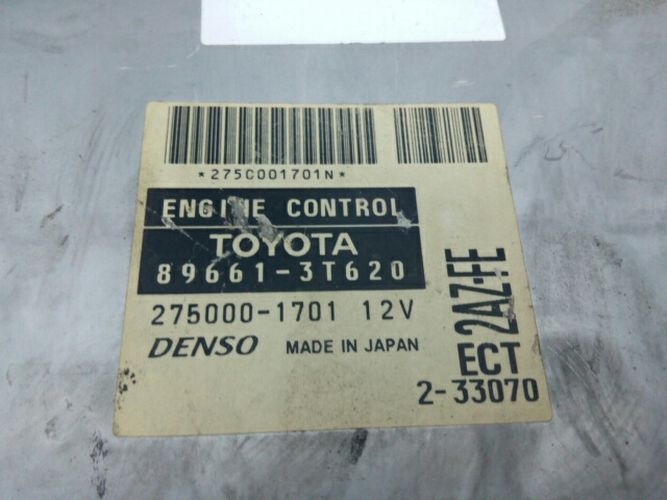 *275C001701N*
ENGINE CONTROL
TOYOTA
89661-3T620
275000-1701 12V
DENSO MADE IN JAPAN
2AZ-FE
ECT
2-33070